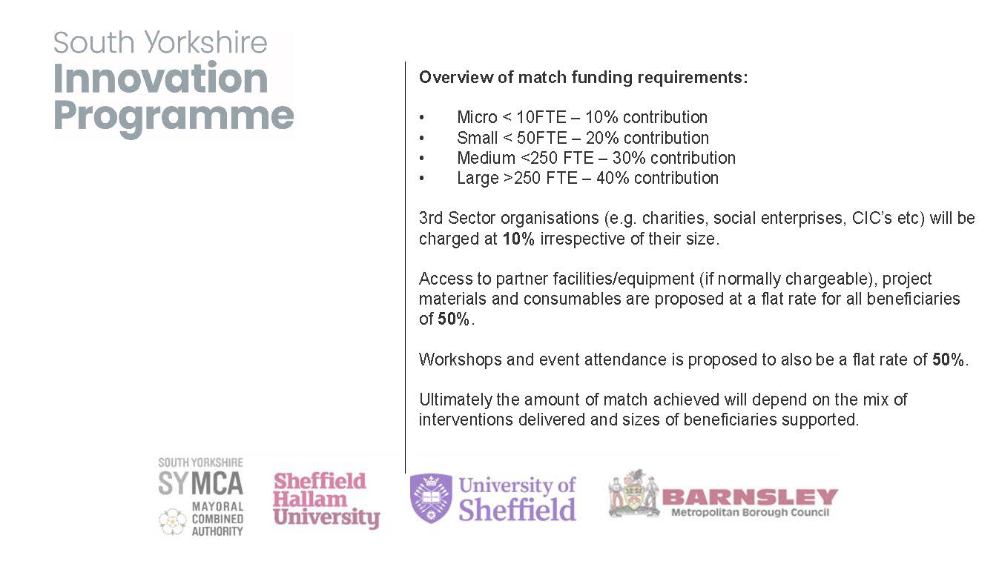 South Yorkshire
Innovation
Programme
Overview of match funding requirements:
• Micro < 10FTE – 10% contribution
• Small < 50FTE – 20% contribution
• Medium <250 FTE – 30% contribution
• Large >250 FTE – 40% contribution
3rd Sector organisations (e.g. charities, social enterprises, CIC’s etc) will be
charged at 10% irrespective of their size.
Access to partner facilities/equipment (if normally chargeable), project
materials and consumables are proposed at a flat rate for all beneficiaries
of 50%.
Workshops and event attendance is proposed to also be a flat rate of 50%.
Ultimately the amount of match achieved will depend on the mix of
interventions delivered and sizes of beneficiaries supported.
SOUTH YORKSHIRE
SYMCA
MAYORAL
COMBINED
AUTHORITY
Sheffield
Hallam
University
University of
Sheffield
BARNSLEY
Metropolitan Borough Council